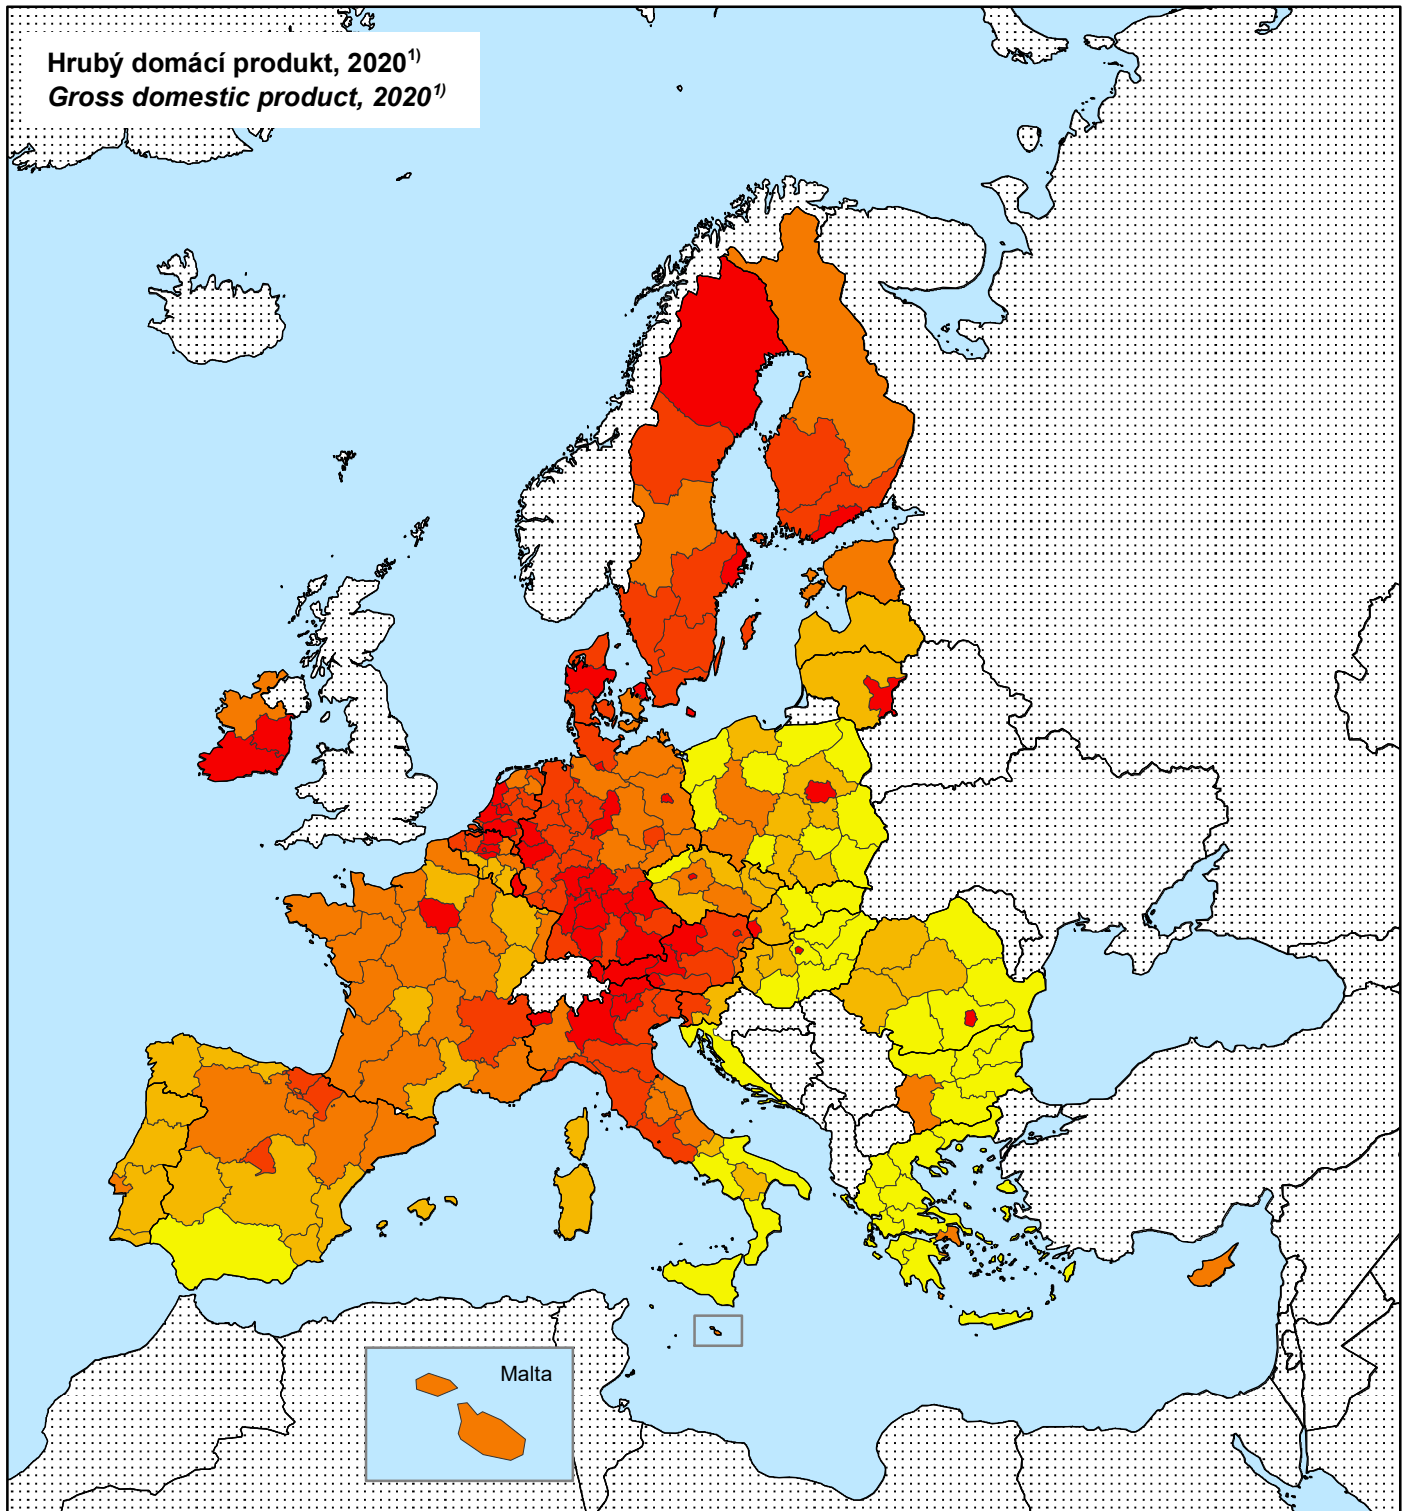 Hrubý domácí produkt, 2020¹⁾
Gross domestic product, 2020¹⁾
Malta